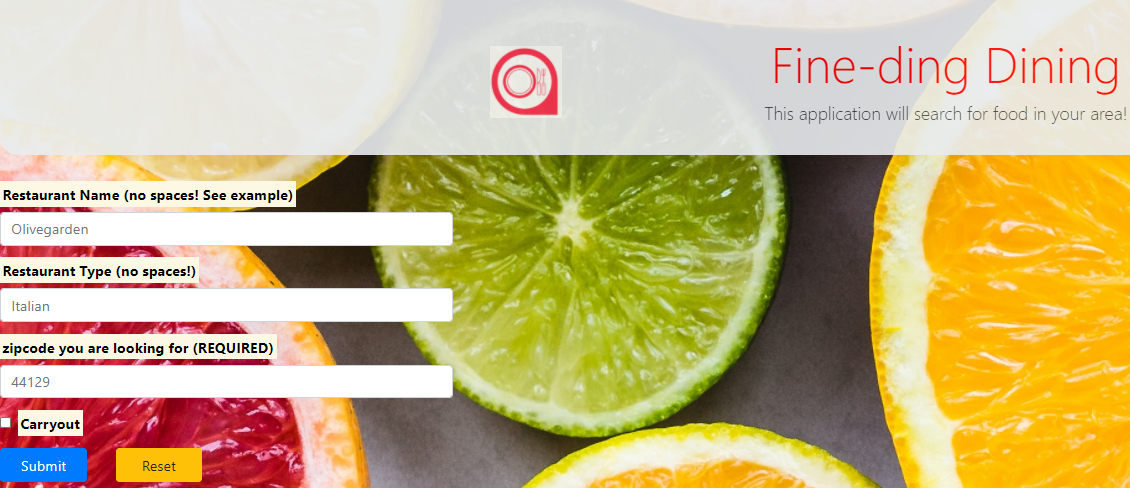 Fine-ding Dining
This application will search for food in your area!
Restaurant Name (no spaces! See example)
Olivegarden
Restaurant Type (no spaces!)
Italian
zipcode you are looking for (REQUIRED)
44129
Carryout
Submit
Reset